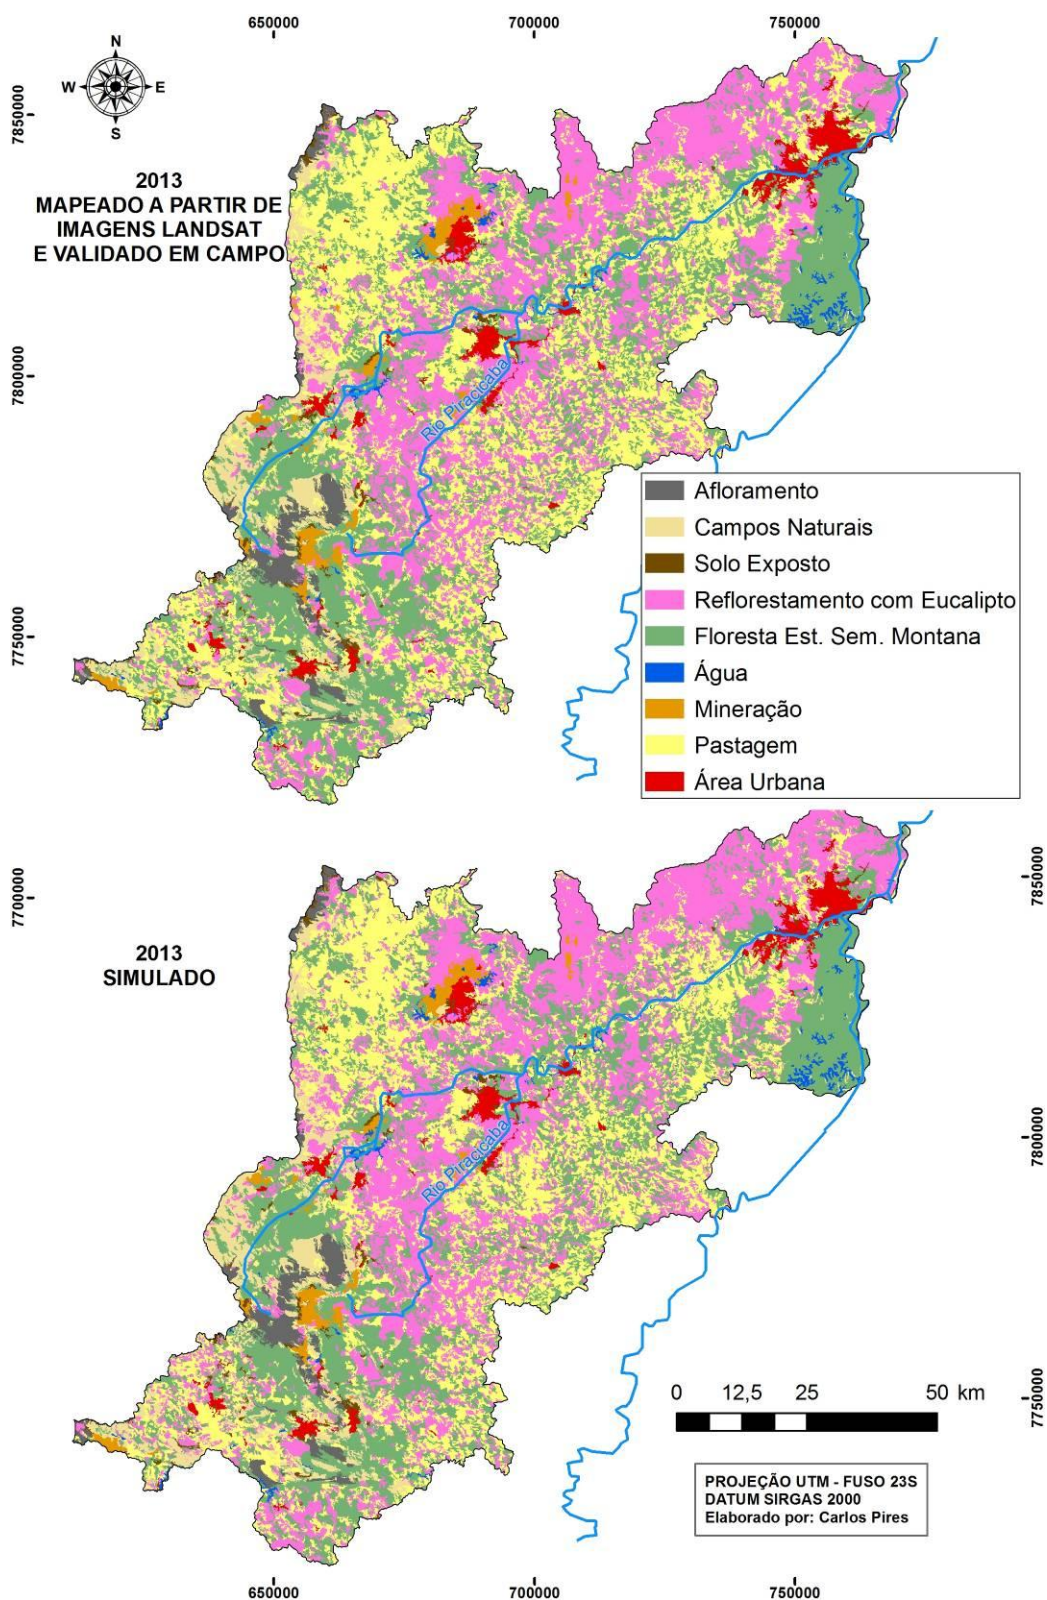 650000
700000
750000
N
W
E
S
7850000
2013
MAPEADO A PARTIR DE
IMAGENS LANDSAT
E VALIDADO EM CAMPO
7800000
Rio Piracicaba
Afloramento
Campos Naturais
Solo Exposto
Reflorestamento com Eucalipto
Floresta Est. Sem. Montana
Água
Mineração
Pastagem
Área Urbana
7750000
7700000
7850000
2013
SIMULADO
7800000
Rio Piracicaba
0 12,5 25 50 km
7750000
PROJEÇÃO UTM - FUSO 23S
DATUM SIRGAS 2000
Elaborado por: Carlos Pires
650000
700000
750000